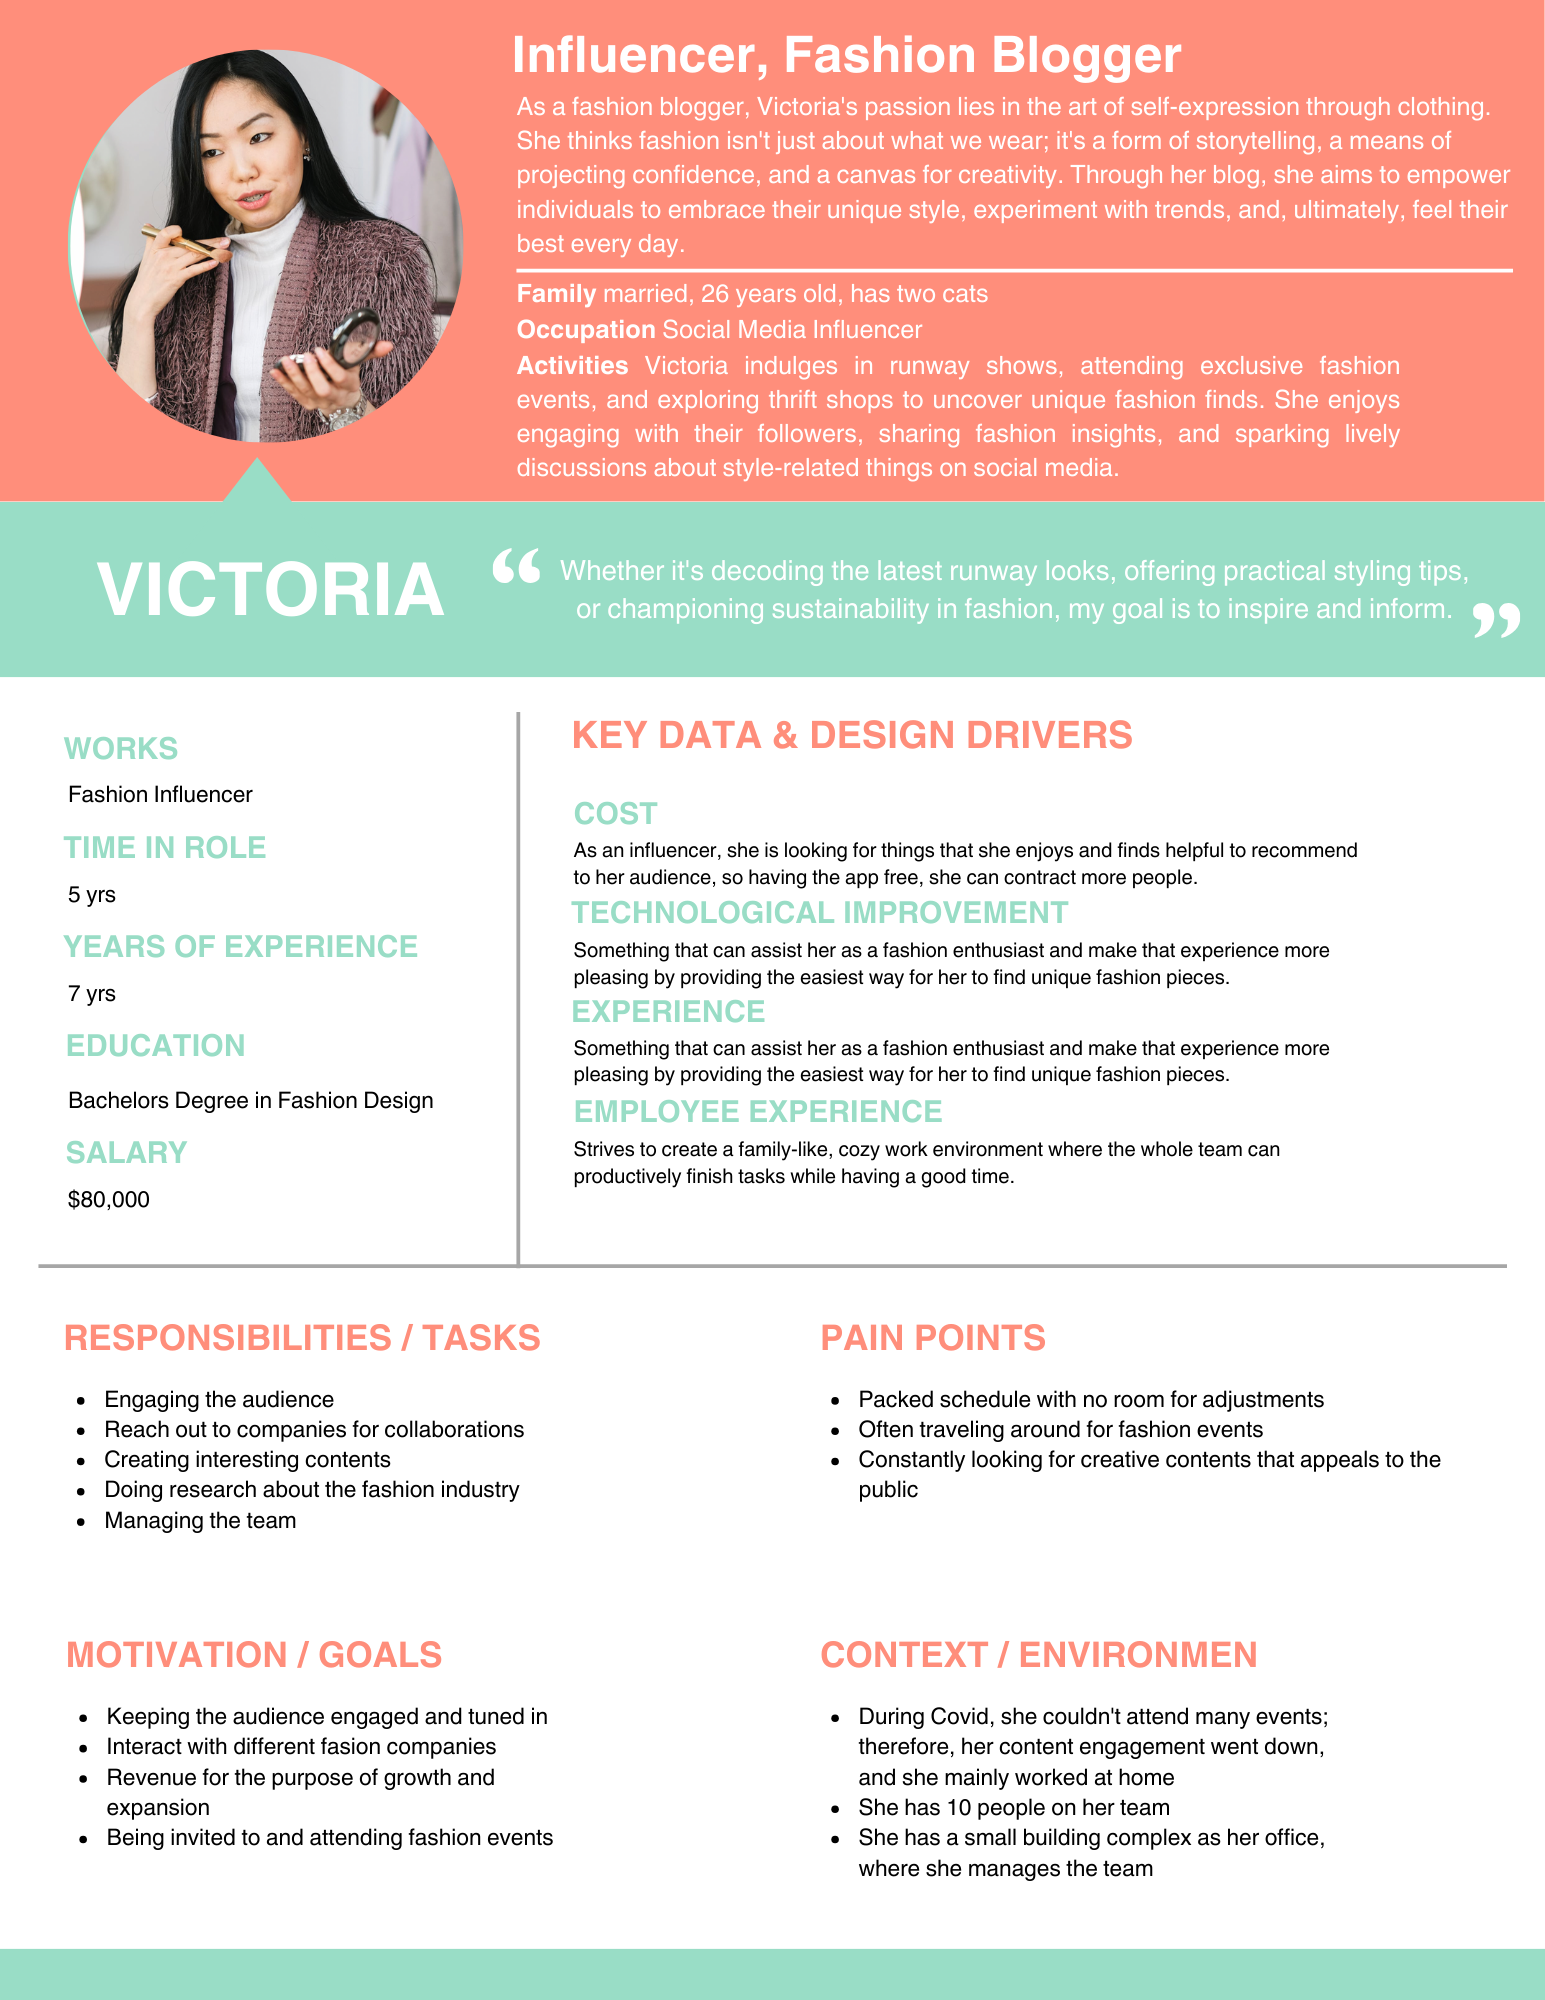 Influencer, Fashion Blogger
As a fashion blogger, Victoria's passion lies in the art of self-expression through clothing.
She thinks fashion isn't just about what we wear; it's a form of storytelling, a means of
projecting confidence, and a canvas for creativity. Through her blog, she aims to empower
individuals to embrace their unique style, experiment with trends, and, ultimately, feel their
best every day.
Family married, 26 years old, has two cats
Occupation Social Media Influencer
Activities Victoria indulges in runway shows, attending exclusive fashion
events, and exploring thrift shops to uncover unique fashion finds. She enjoys
engaging with their followers, sharing fashion insights, and sparking lively
discussions about style-related things on social media.
VICTORIA
“ Whether it's decoding the latest runway looks, offering practical styling tips,
or championing sustainability in fashion, my goal is to inspire and inform. ”
WORKS
Fashion Influencer
TIME IN ROLE
5 yrs
YEARS OF EXPERIENCE
7 yrs
EDUCATION
Bachelors Degree in Fashion Design
SALARY
$80,000
KEY DATA & DESIGN DRIVERS
COST
As an influencer, she is looking for things that she enjoys and finds helpful to recommend
to her audience, so having the app free, she can contract more people.
TECHNOLOGICAL IMPROVEMENT
Something that can assist her as a fashion enthusiast and make that experience more
pleasing by providing the easiest way for her to find unique fashion pieces.
EXPERIENCE
Something that can assist her as a fashion enthusiast and make that experience more
pleasing by providing the easiest way for her to find unique fashion pieces.
EMPLOYEE EXPERIENCE
Strives to create a family-like, cozy work environment where the whole team can
productively finish tasks while having a good time.
RESPONSIBILITIES / TASKS
• Engaging the audience
• Reach out to companies for collaborations
• Creating interesting contents
• Doing research about the fashion industry
• Managing the team
PAIN POINTS
• Packed schedule with no room for adjustments
• Often traveling around for fashion events
• Constantly looking for creative contents that appeals to the
public
MOTIVATION / GOALS
• Keeping the audience engaged and tuned in
• Interact with different fasion companies
• Revenue for the purpose of growth and
expansion
• Being invited to and attending fashion events
CONTEXT / ENVIRONMEN
• During Covid, she couldn't attend many events;
therefore, her content engagement went down,
and she mainly worked at home
• She has 10 people on her team
• She has a small building complex as her office,
where she manages the team